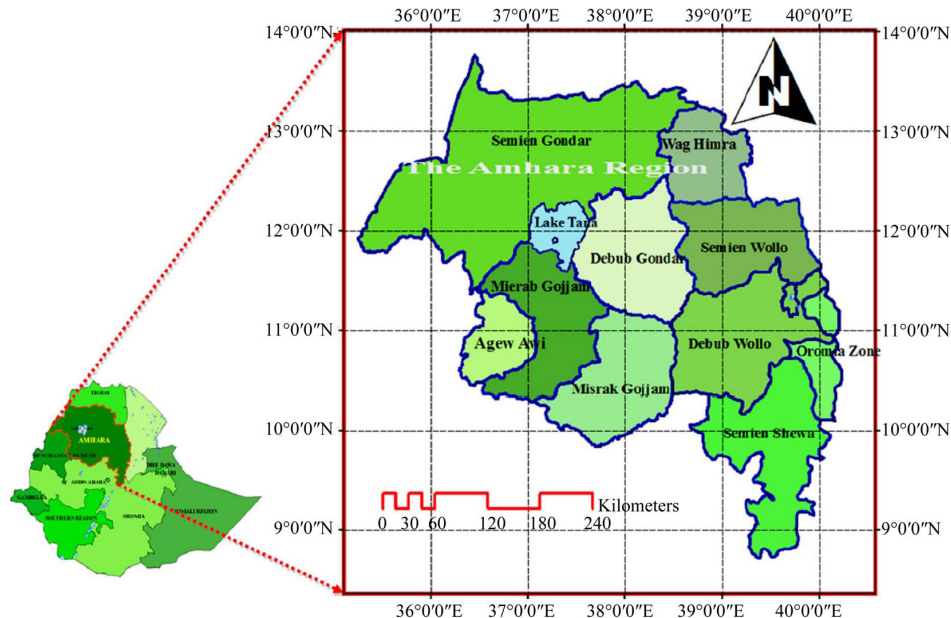 36°0′0″E 37°0′0″E 38°0′0″E 39°0′0″E 40°0′0″E
14°0′0″N 14°0′0″N
N
13°0′0″N 13°0′0″N
Semien Gondar
Wag Himra
The Amhara Region
12°0′0″N 12°0′0″N
Lake Tana
Semien Wollo
Debub Gondar
Mierab Gojjam
11°0′0″N 11°0′0″N
Agew Awi
Debub Wollo
Oromia Zone
Misrak Gojjam
10°0′0″N 10°0′0″N
Semien Shewa
Kilometers
0 30 60 120 180 240
9°0′0″N 9°0′0″N
36°0′0″E 37°0′0″E 38°0′0″E 39°0′0″E 40°0′0″E
TIGRAY
AMHARA
DIRE DAWA
HARARI
ADDIS ABABA
GAMBELA
SOMALI REGION
SOUTHERN REGION
OROMIA